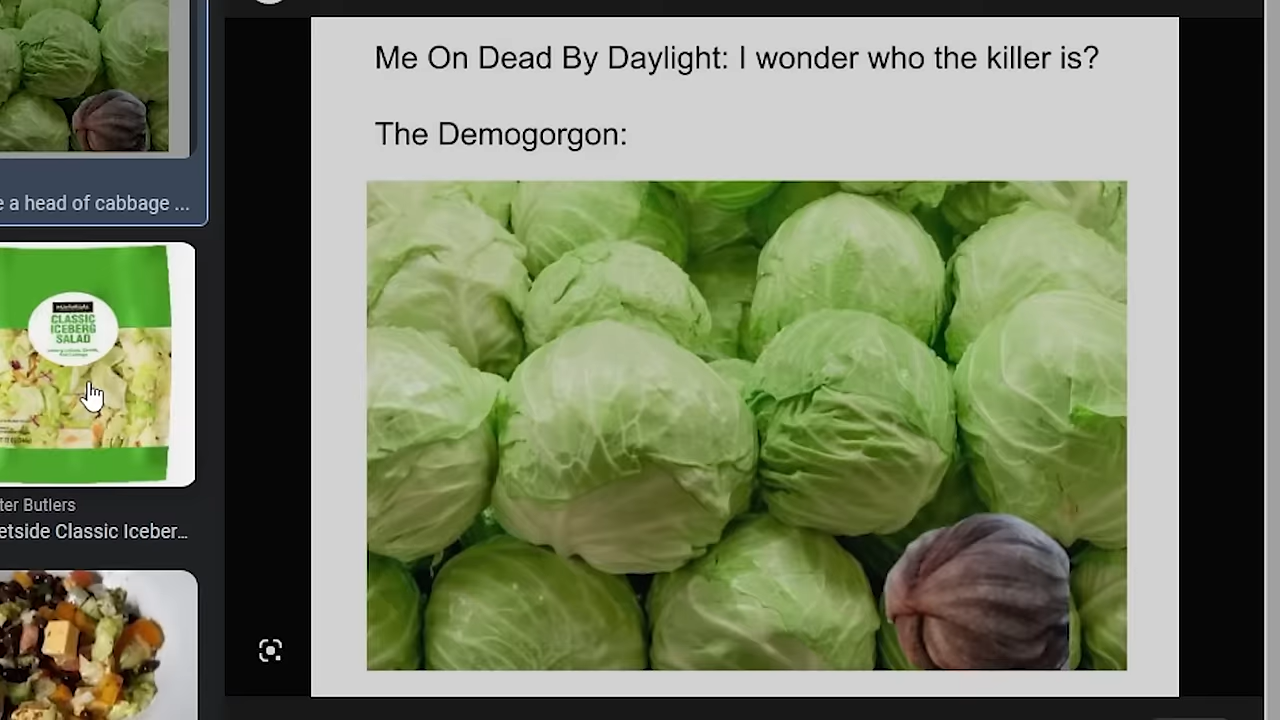 Me On Dead By Daylight: I wonder who the killer is?
The Demogorgon:
e a head of cabbage ...
CLASSIC
ICEBERG
SALAD
ter Butlers
etside Classic Iceber...